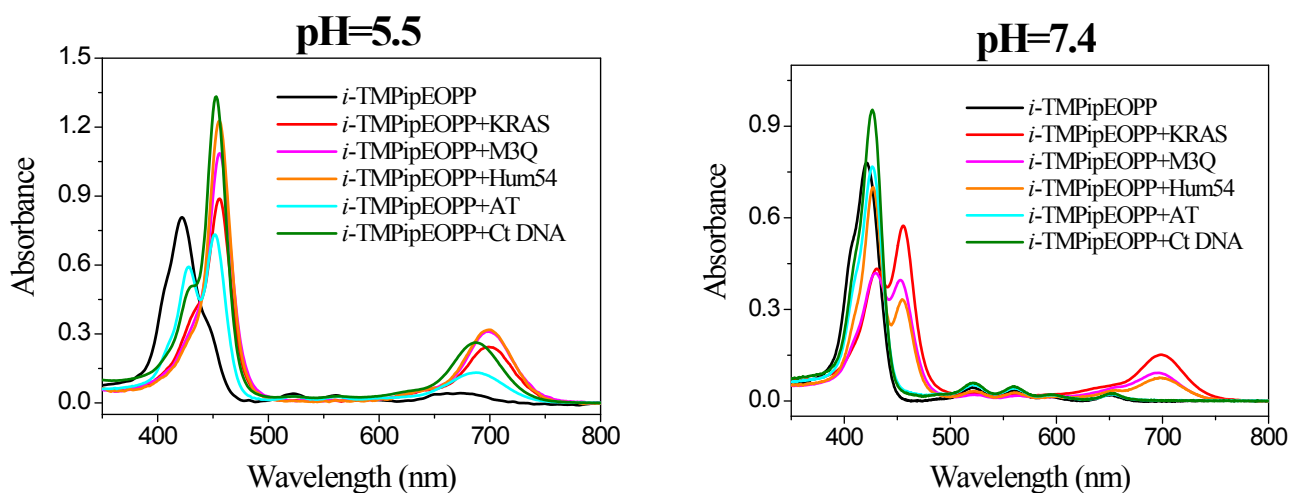 pH=5.5
1.5
1.2
0.9
0.6
0.3
0.0
Absorbance
i-TMPipEOPP
i-TMPipEOPP+KRAS
i-TMPipEOPP+M3Q
i-TMPipEOPP+Hum54
i-TMPipEOPP+AT
i-TMPipEOPP+Ct DNA
400 500 600 700 800
Wavelength (nm)
pH=7.4
0.9
0.6
0.3
0.0
Absorbance
i-TMPipEOPP
i-TMPipEOPP+KRAS
i-TMPipEOPP+M3Q
i-TMPipEOPP+Hum54
i-TMPipEOPP+AT
i-TMPipEOPP+Ct DNA
400 500 600 700 800
Wavelength (nm)